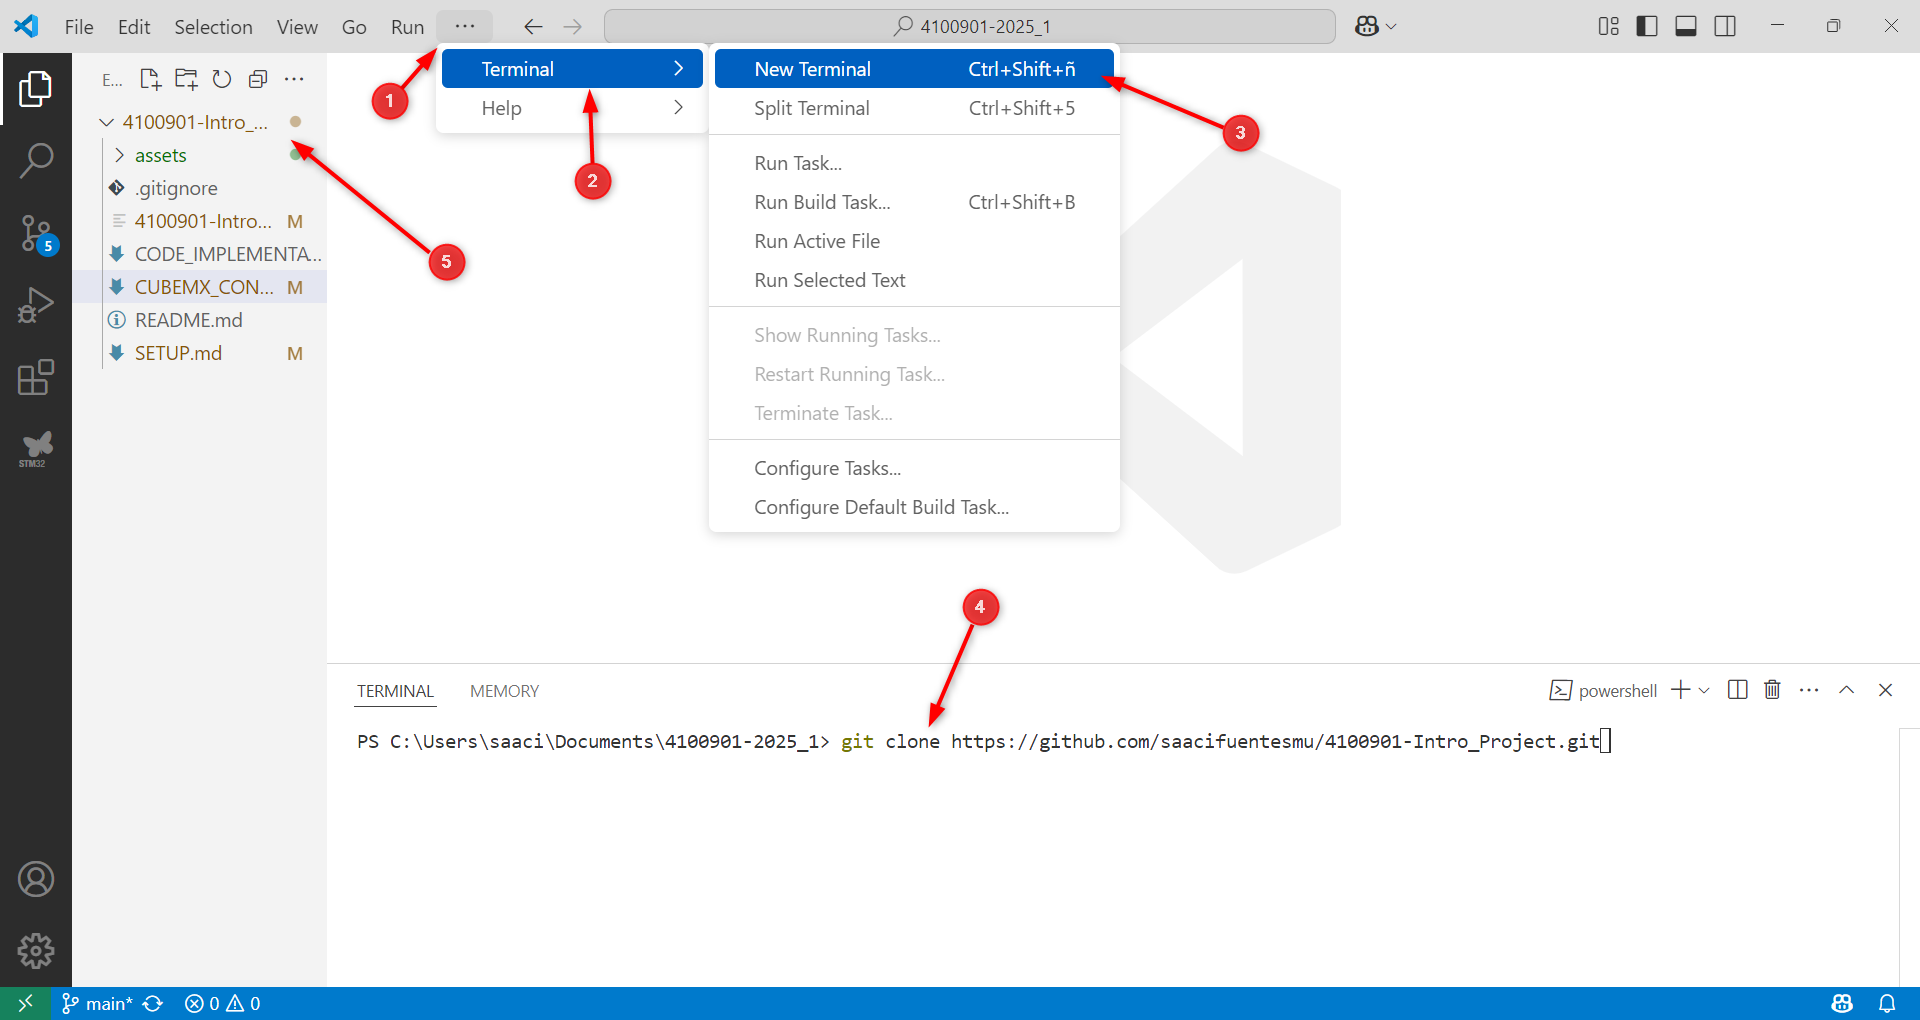 File Edit Selection View Go Run ··· 4100901-2025_1
E...
4100901-Intro_...
assets
.gitignore
4100901-Intro... M
CODE_IMPLEMENTA...
CUBEMX_CON... M
README.md
SETUP.md M
5
STM32
1
Terminal
Help
2
New Terminal Ctrl+Shift+ñ
Split Terminal Ctrl+Shift+5
Run Task...
Run Build Task... Ctrl+Shift+B
Run Active File
Run Selected Text
Show Running Tasks...
Restart Running Task...
Terminate Task...
Configure Tasks...
Configure Default Build Task...
3
5
4
TERMINAL MEMORY powershell
PS C:\Users\saaci\Documents\4100901-2025_1> git clone https://github.com/saacifuentesmu/4100901-Intro_Project.git
main* 0 0